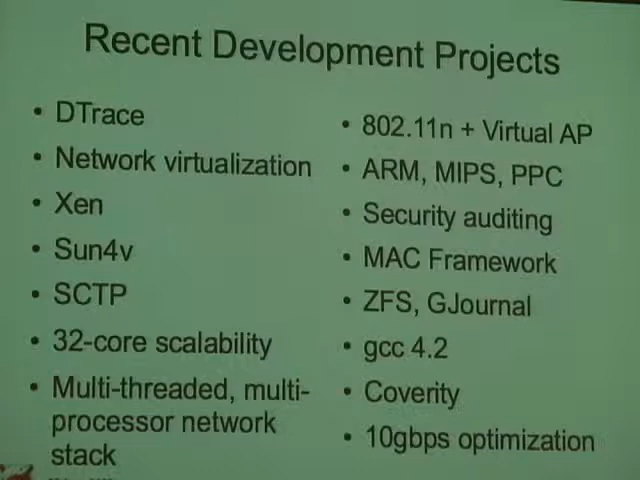 Recent Development Projects
• DTrace
• Network virtualization
• Xen
• Sun4v
• SCTP
• 32-core scalability
• Multi-threaded, multi-
processor network
stack
• 802.11n + Virtual AP
• ARM, MIPS, PPC
• Security auditing
• MAC Framework
• ZFS, GJournal
• gcc 4.2
• Coverity
• 10gbps optimization